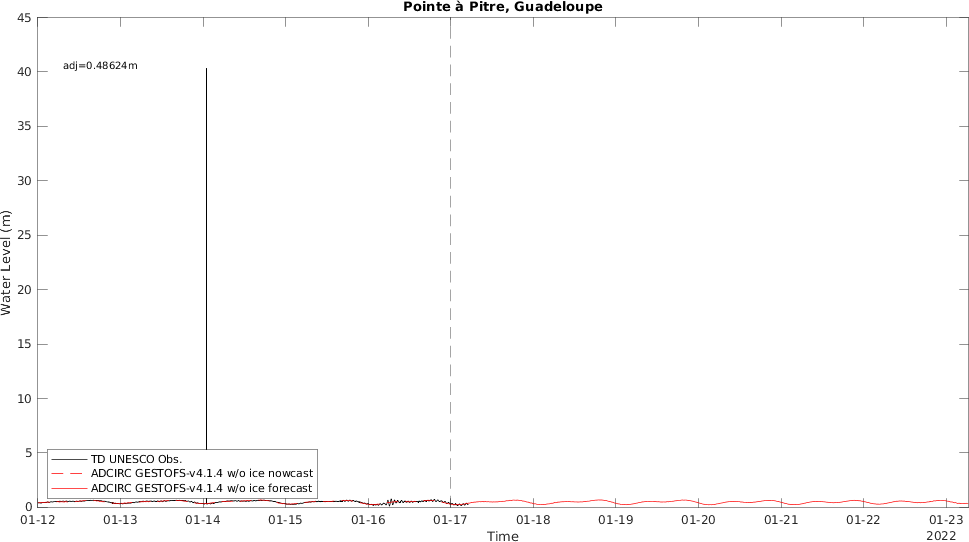 Pointe à Pitre, Guadeloupe
45
adj=0.48624m
40
35
30
25
20
15
10
5
0
Water Level (m)
TD UNESCO Obs.
ADCIRC GESTOFS-v4.1.4 w/o ice nowcast
ADCIRC GESTOFS-v4.1.4 w/o ice forecast
01-12 01-13 01-14 01-15 01-16 01-17 01-18 01-19 01-20 01-21 01-22 01-23
Time
2022